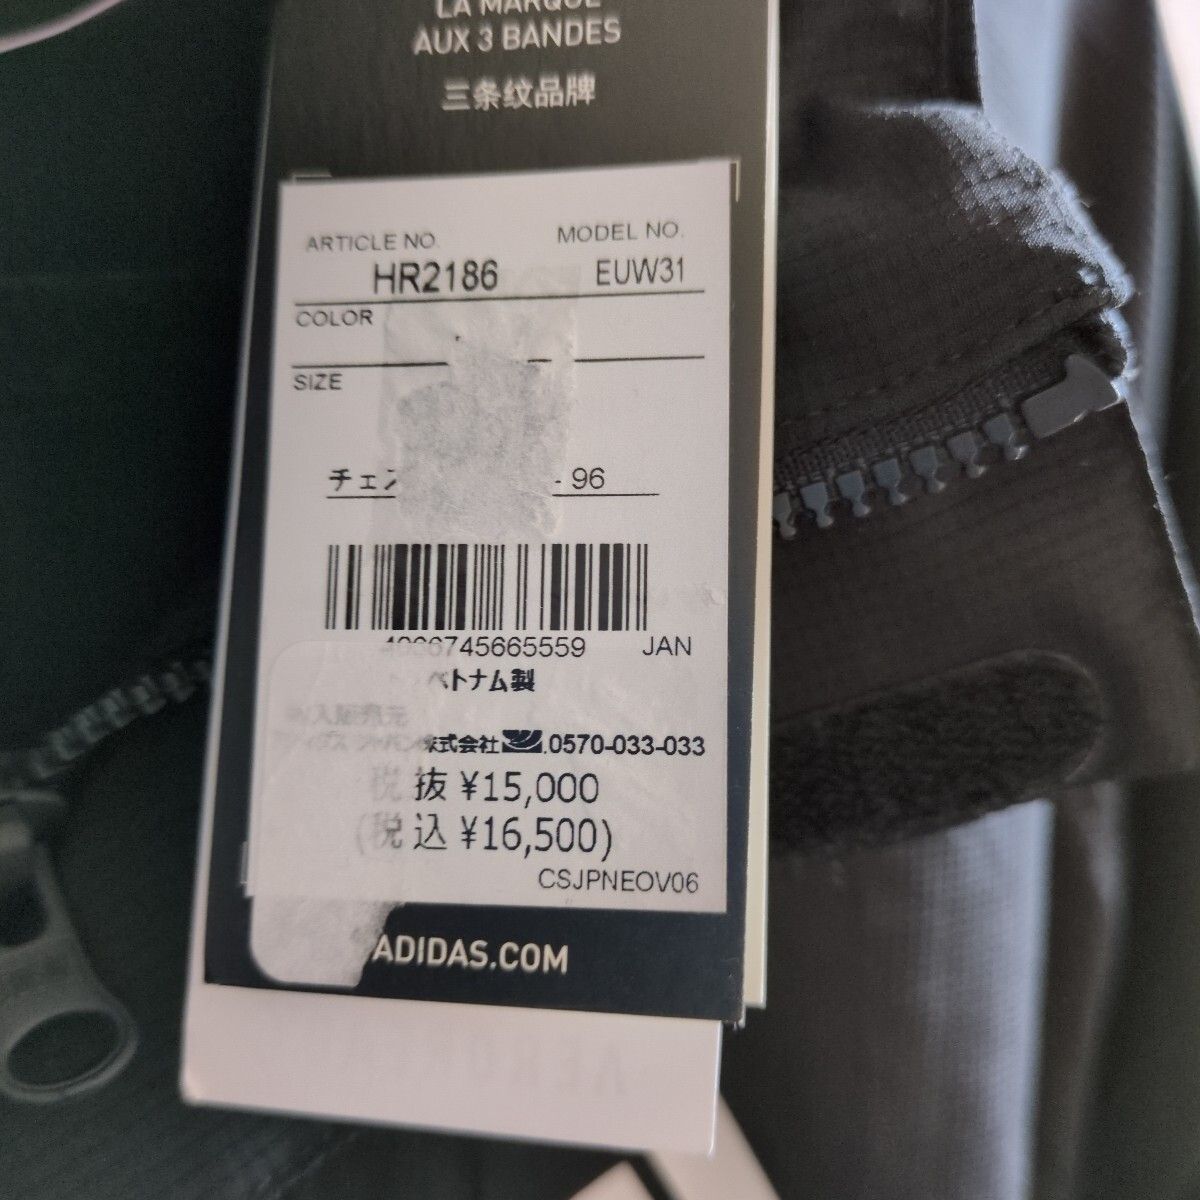 LA MARQUE
AUX 3 BANDES
三条纹品牌
ARTICLE NO.
MODEL NO.
HR2186
EUW31
COLOR
SIZE
チェ
- 96
745665559
JAN
ベトナム製
株式会社
0570-033-033
税抜 ¥15,000
(税込 ¥16,500)
CSJPNEOV06
ADIDAS.COM